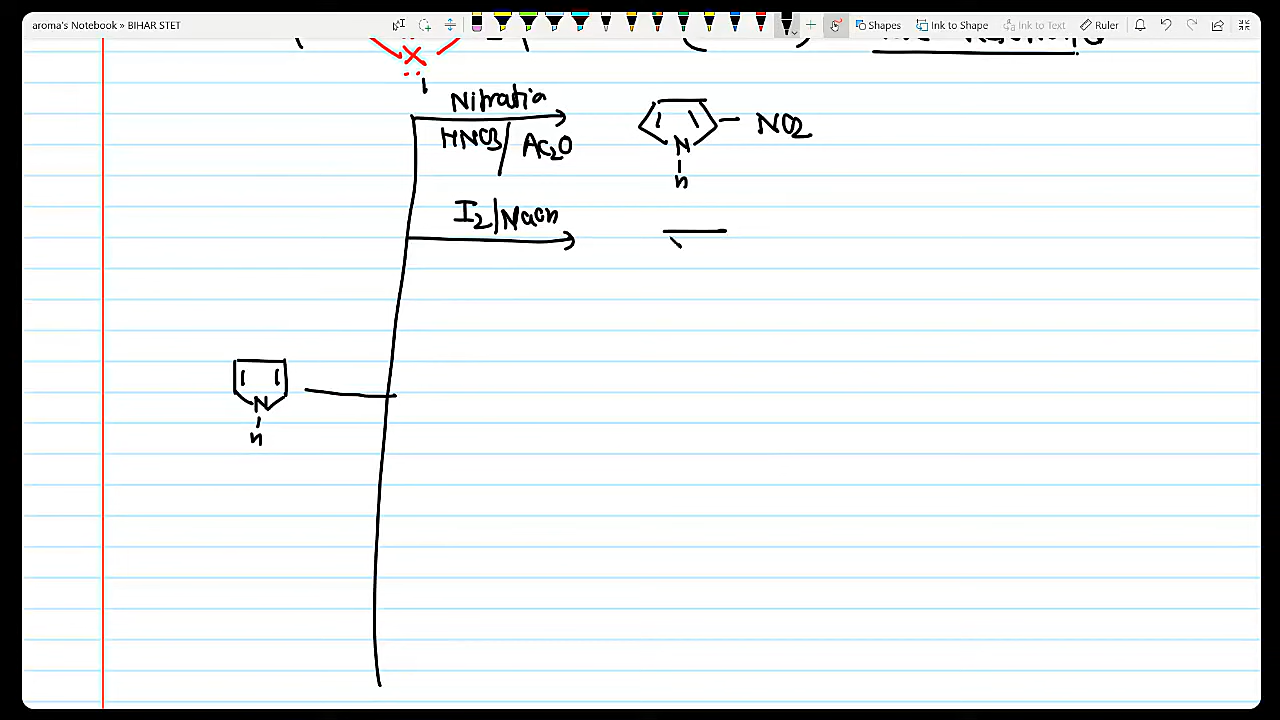 aroma's Notebook » BIHAR STET
Shapes
Ink to Shape
Ink to Text
Ruler
Nitration
HNO3/Ac2O
NO2
N
H
I2/NaOH
N
H